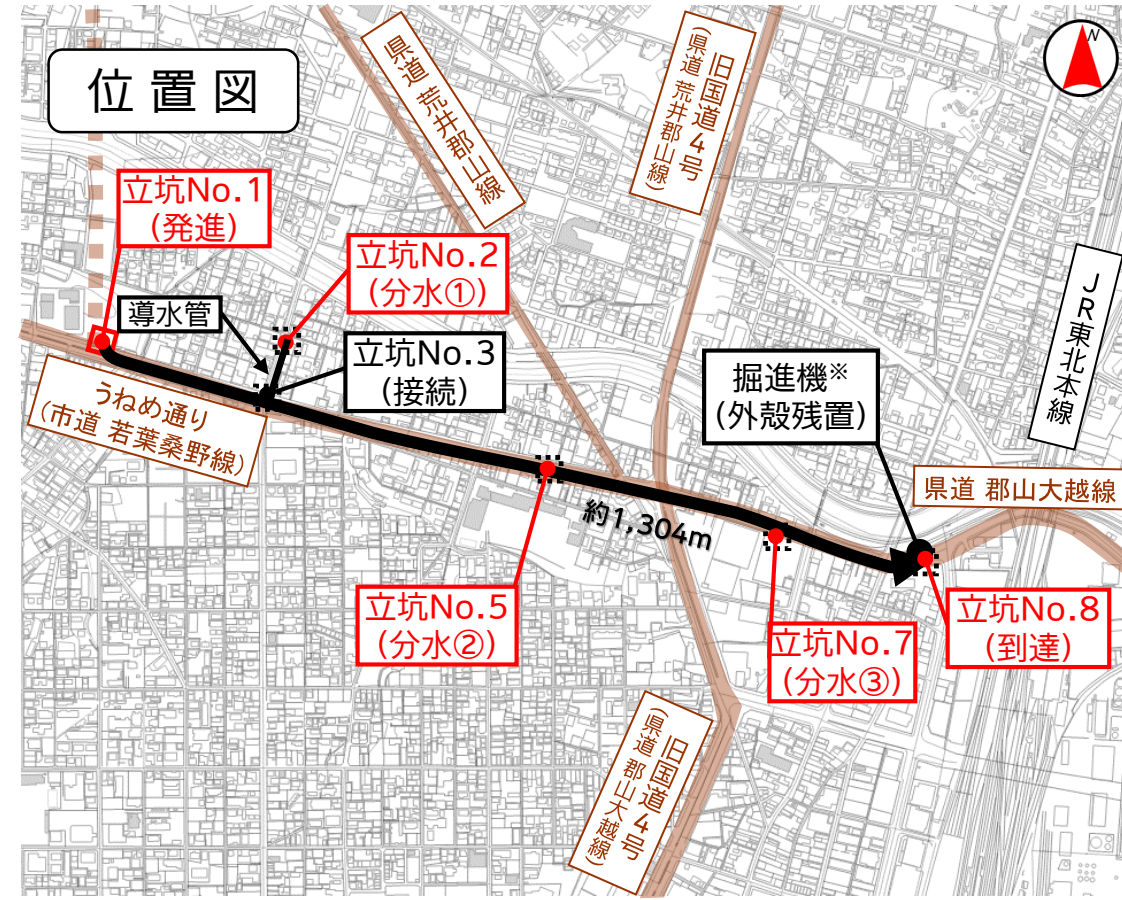 位置図
N
県道 荒井郡山線
旧国道4号
(県道 荒井郡山線)
立坑No.1
(発進)
立坑No.2
(分水①)
導水管
立坑No.3
(接続)
掘進機※
(外殻残置)
JR東北本線
うねめ通り
(市道 若葉桑野線)
県道 郡山大越線
約1,304m
立坑No.5
(分水②)
立坑No.7
(分水③)
立坑No.8
(到達)
旧国道4号
(県道 郡山大越線)